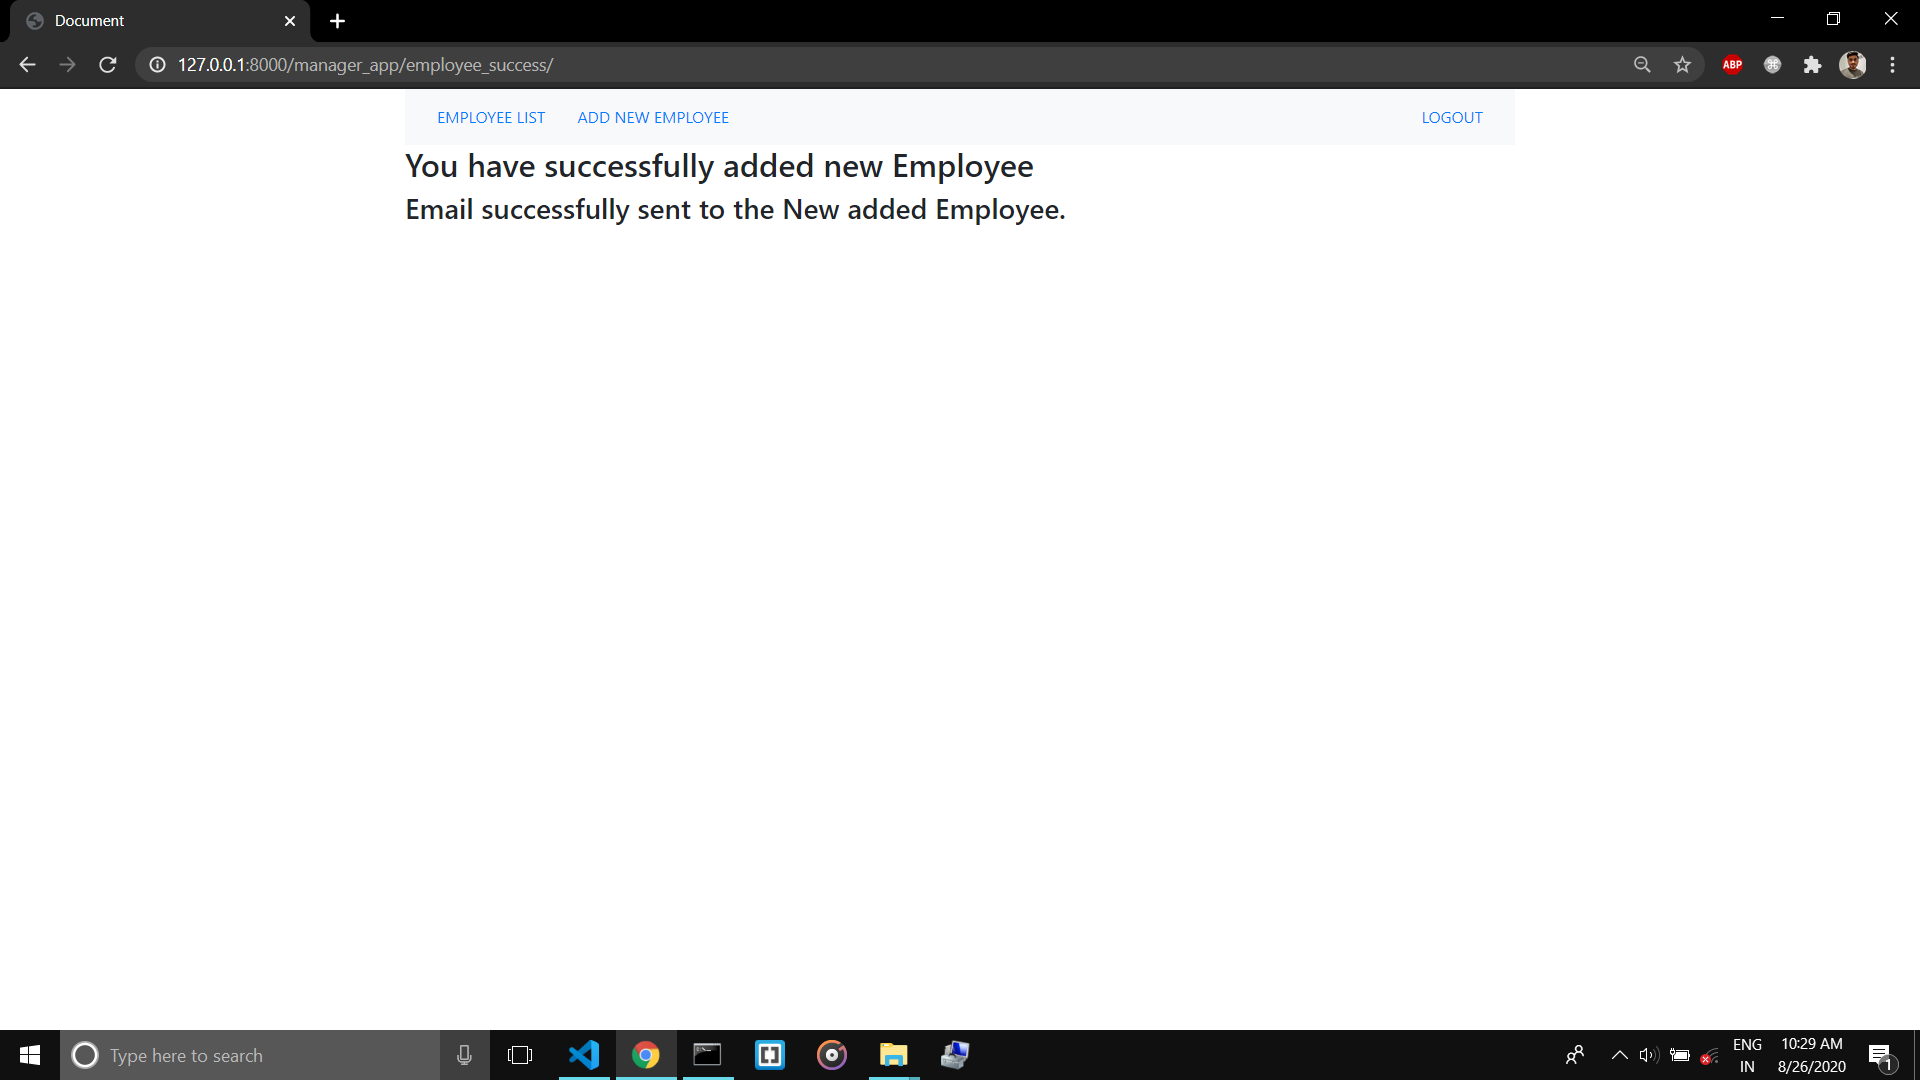 Document
127.0.0.1:8000/manager_app/employee_success/
ABP
EMPLOYEE LIST ADD NEW EMPLOYEE LOGOUT
You have successfully added new Employee
Email successfully sent to the New added Employee.
Type here to search
ENG
IN
10:29 AM
8/26/2020
1